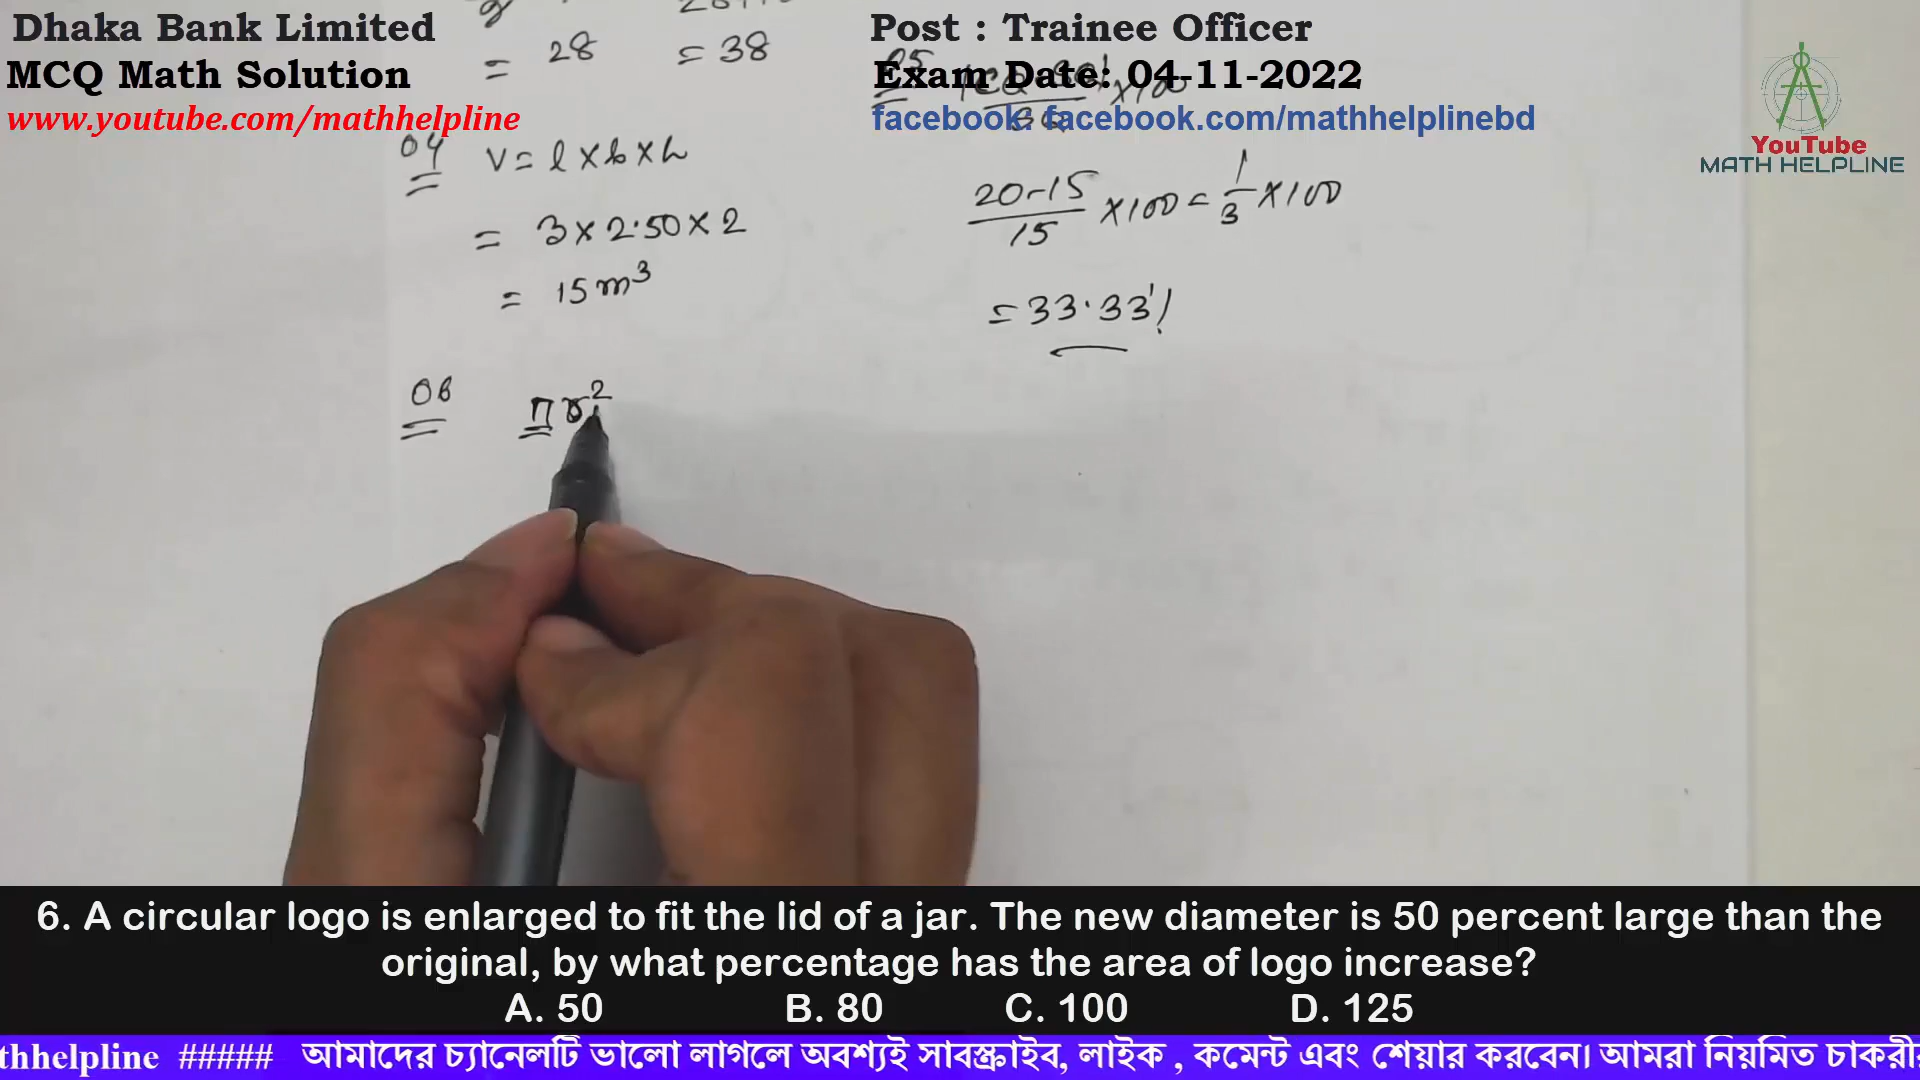 Dhaka Bank Limited
MCQ Math Solution
www.youtube.com/mathhelpline
Post : Trainee Officer
Exam Date: 04-11-2022
facebook: facebook.com/mathhelplinebd
YouTube
MATH HELPLINE
= 28 = 38
04 V = l × b × h
= 3 × 2.50 × 2
= 15 m³
05
× 100
20-15/15 × 100 = 1/3 × 100
= 33.33%
06 πr²
6. A circular logo is enlarged to fit the lid of a jar. The new diameter is 50 percent large than the
original, by what percentage has the area of logo increase?
A. 50 B. 80 C. 100 D. 125
thhelpline ##### আমাদের চ্যানেলটি ভালো লাগলে অবশ্যই সাবস্ক্রাইব, লাইক , কমেন্ট এবং শেয়ার করবেন। আমরা নিয়মিত চাকরীর